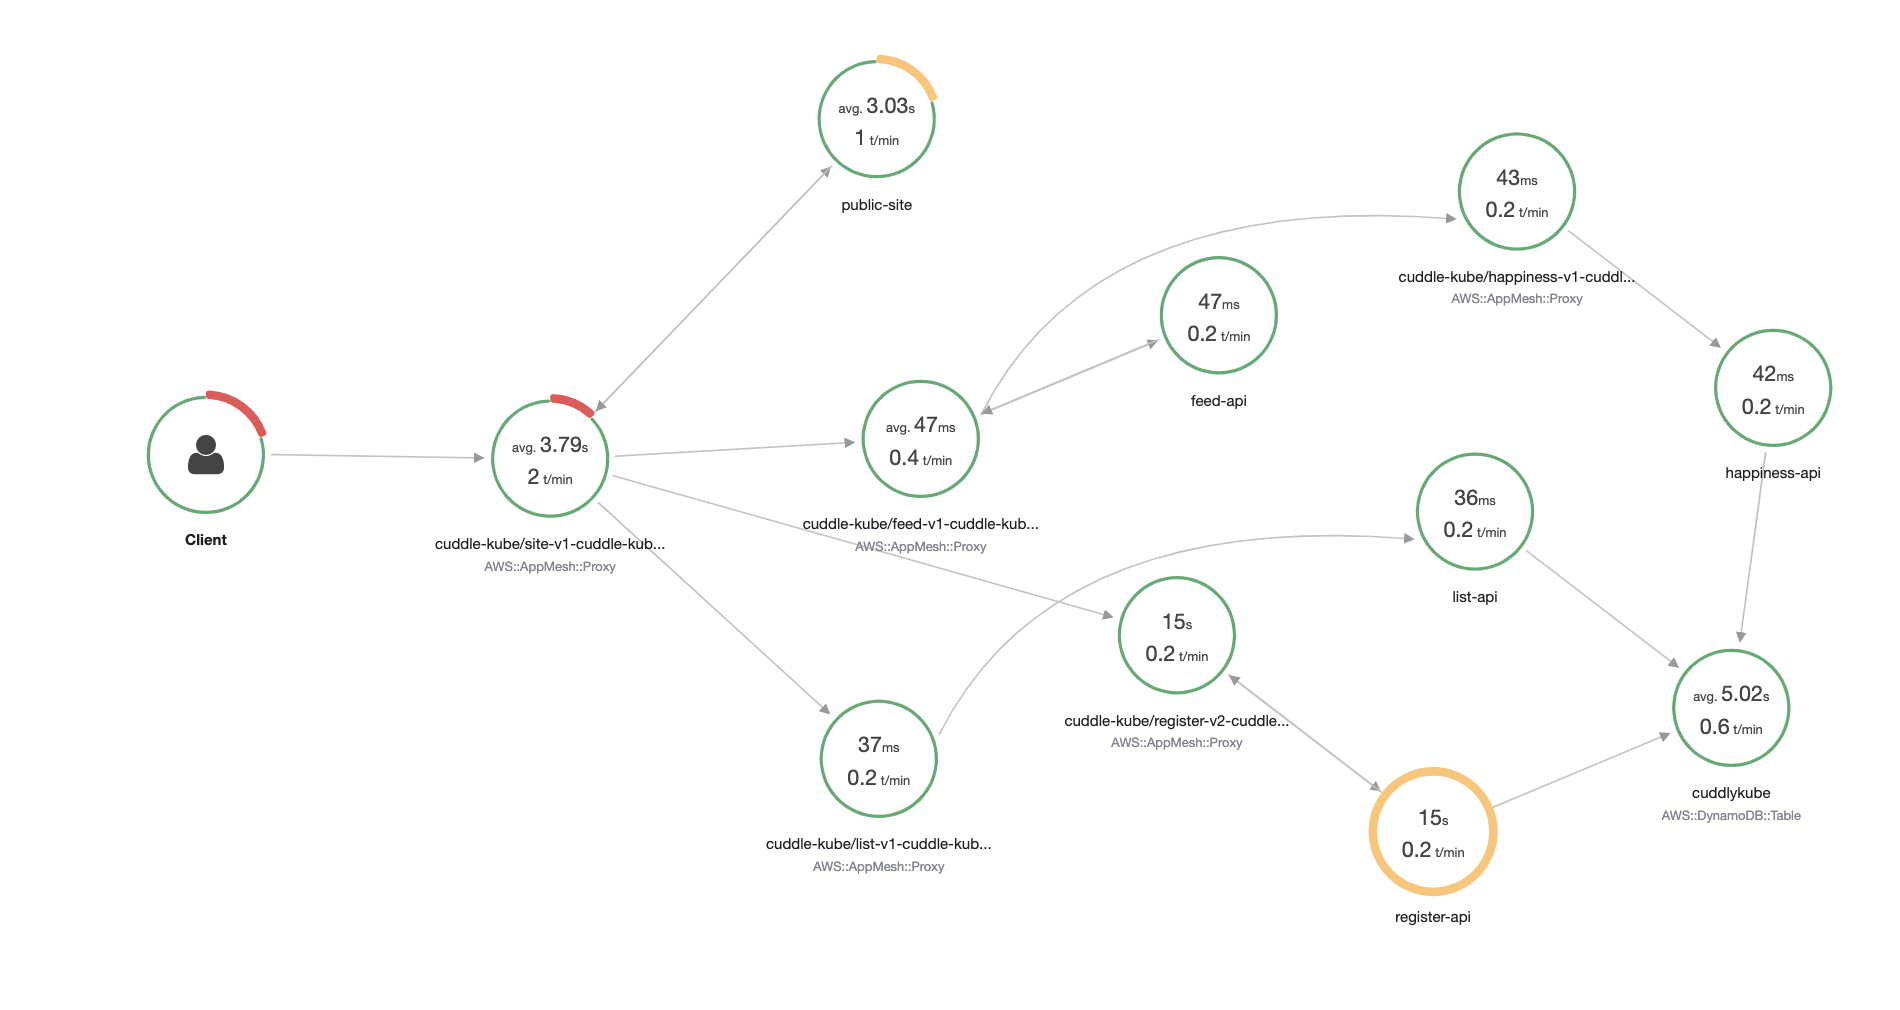 avg. 3.03s
1 t/min
public-site
43ms
0.2 t/min
cuddle-kube/happiness-v1-cuddl...
AWS::AppMesh::Proxy
47ms
0.2 t/min
feed-api
42ms
0.2 t/min
happiness-api
Client
avg. 3.79s
2 t/min
cuddle-kube/site-v1-cuddle-kub...
AWS::AppMesh::Proxy
avg. 47ms
0.4 t/min
cuddle-kube/feed-v1-cuddle-kub...
AWS::AppMesh::Proxy
36ms
0.2 t/min
list-api
15s
0.2 t/min
cuddle-kube/register-v2-cuddle...
AWS::AppMesh::Proxy
avg. 5.02s
0.6 t/min
cuddlykube
AWS::DynamoDB::Table
37ms
0.2 t/min
cuddle-kube/list-v1-cuddle-kub...
AWS::AppMesh::Proxy
15s
0.2 t/min
register-api